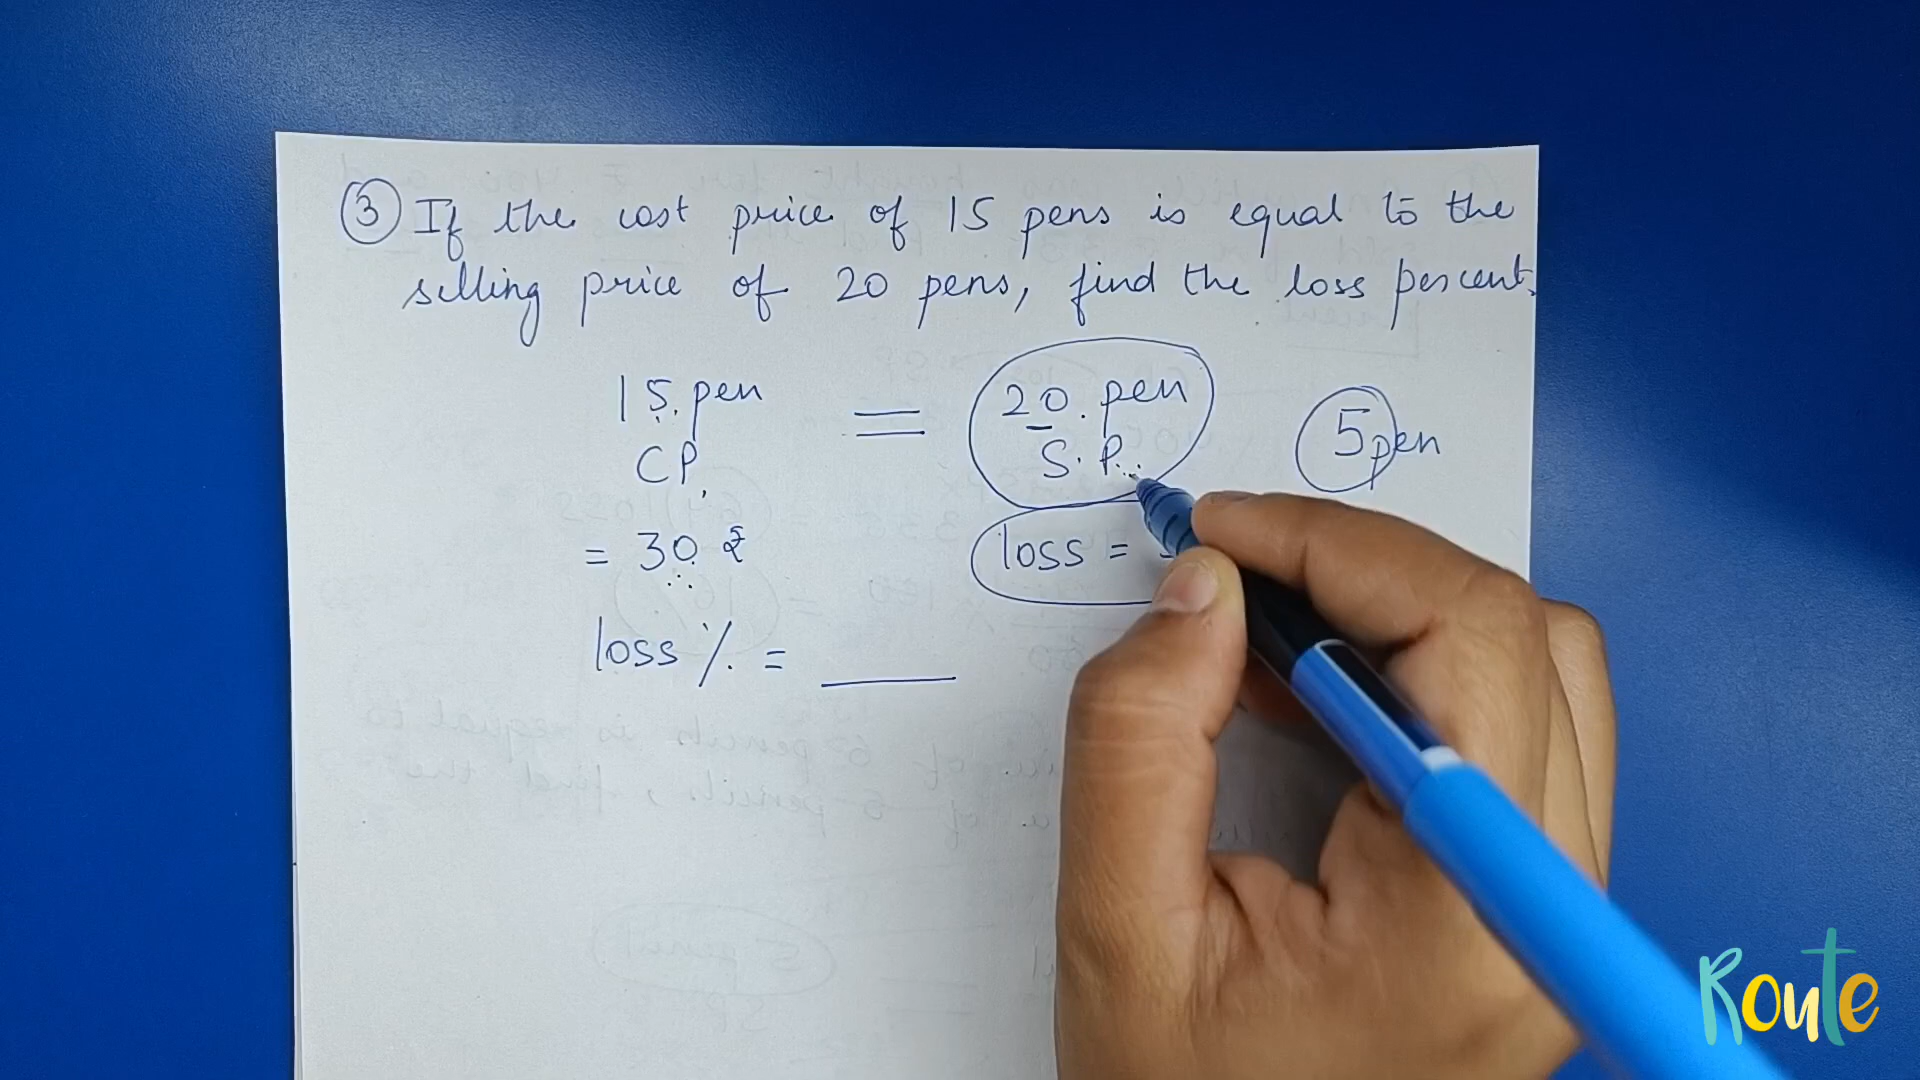 ③ If the cost price of 15 pens is equal to the
selling price of 20 pens, find the loss percent.
15. pen = 20. pen 5 pen
CP. S.P.
= 30 ₹ loss =
loss % =
Route